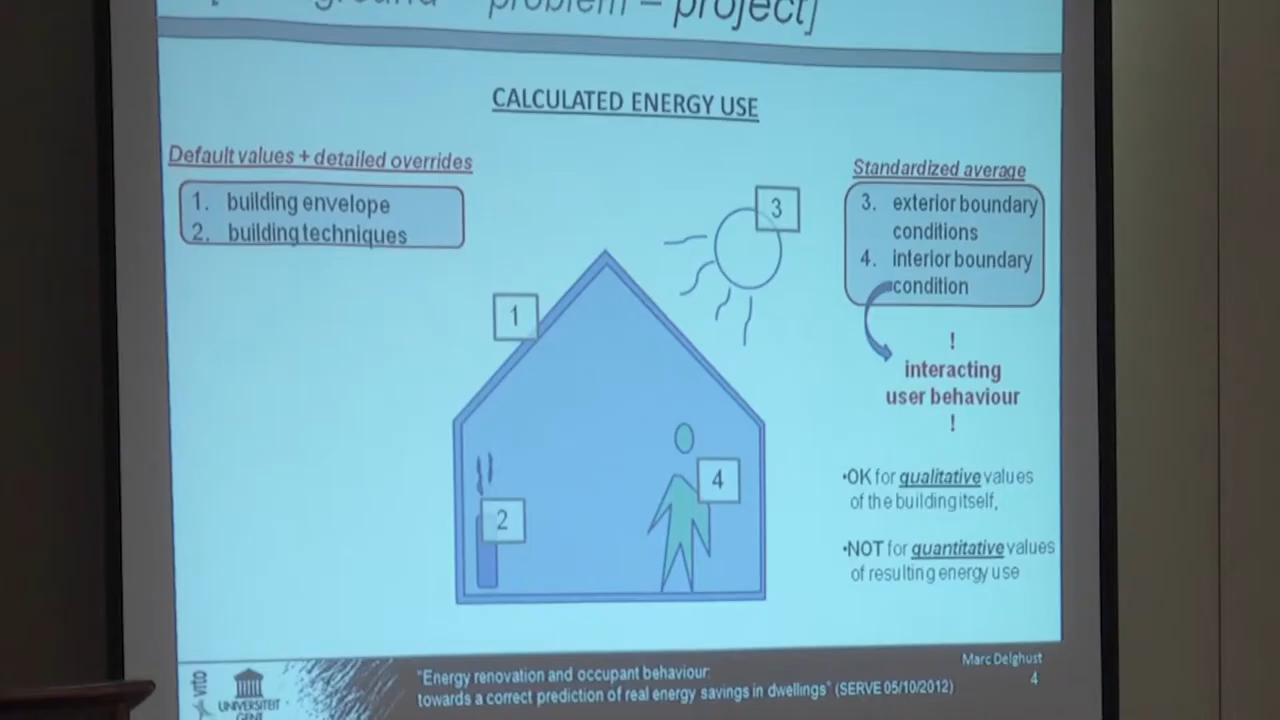 problem – project]
CALCULATED ENERGY USE
Default values + detailed overrides
1. building envelope
2. building techniques
Standardized average
3. exterior boundary
conditions
4. interior boundary
condition
!
interacting
user behaviour
!
•OK for qualitative values
of the building itself,
•NOT for quantitative values
of resulting energy use
1
2
3
4
vito
UNIVERSITEIT
GENT
"Energy renovation and occupant behaviour:
towards a correct prediction of real energy savings in dwellings" (SERVE 05/10/2012)
Marc Delghust
4